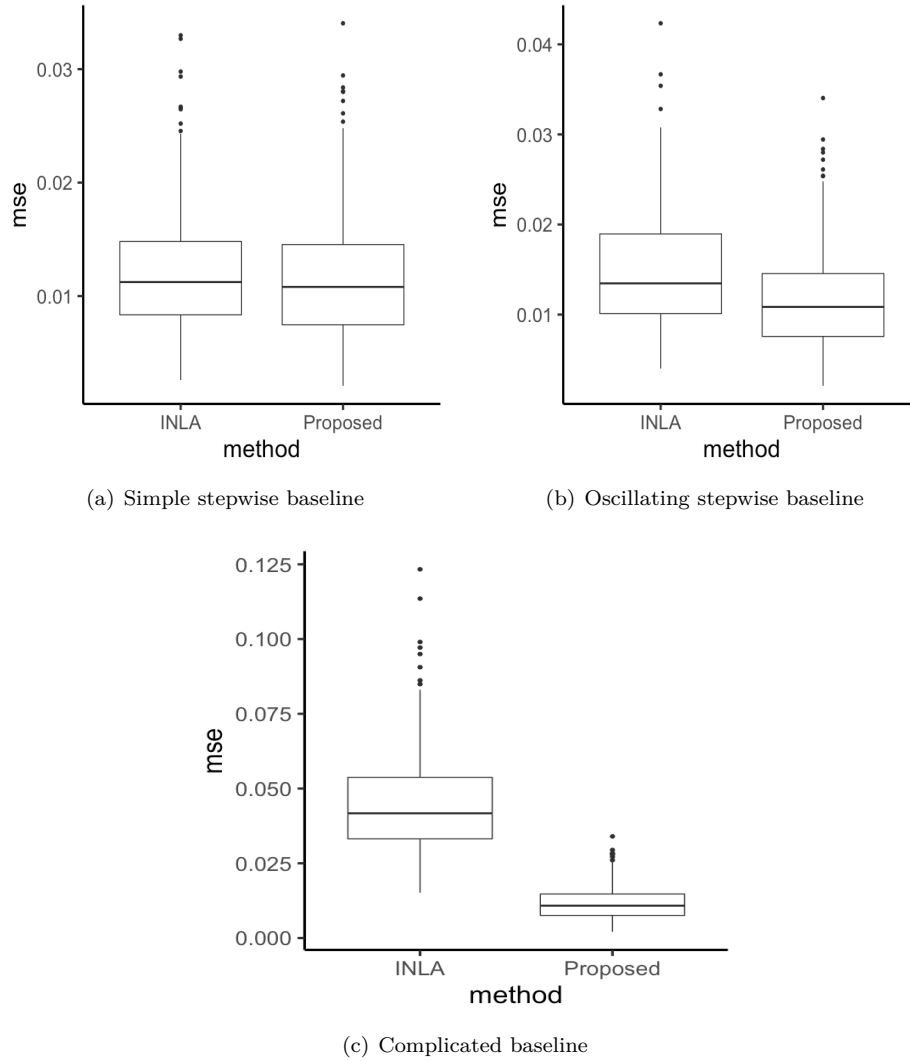 0.03
0.02
0.01
mse
INLA
Proposed
method
(a) Simple stepwise baseline
0.04
0.03
0.02
0.01
mse
INLA
Proposed
method
(b) Oscillating stepwise baseline
0.125
0.100
0.075
0.050
0.025
0.000
mse
INLA
Proposed
method
(c) Complicated baseline